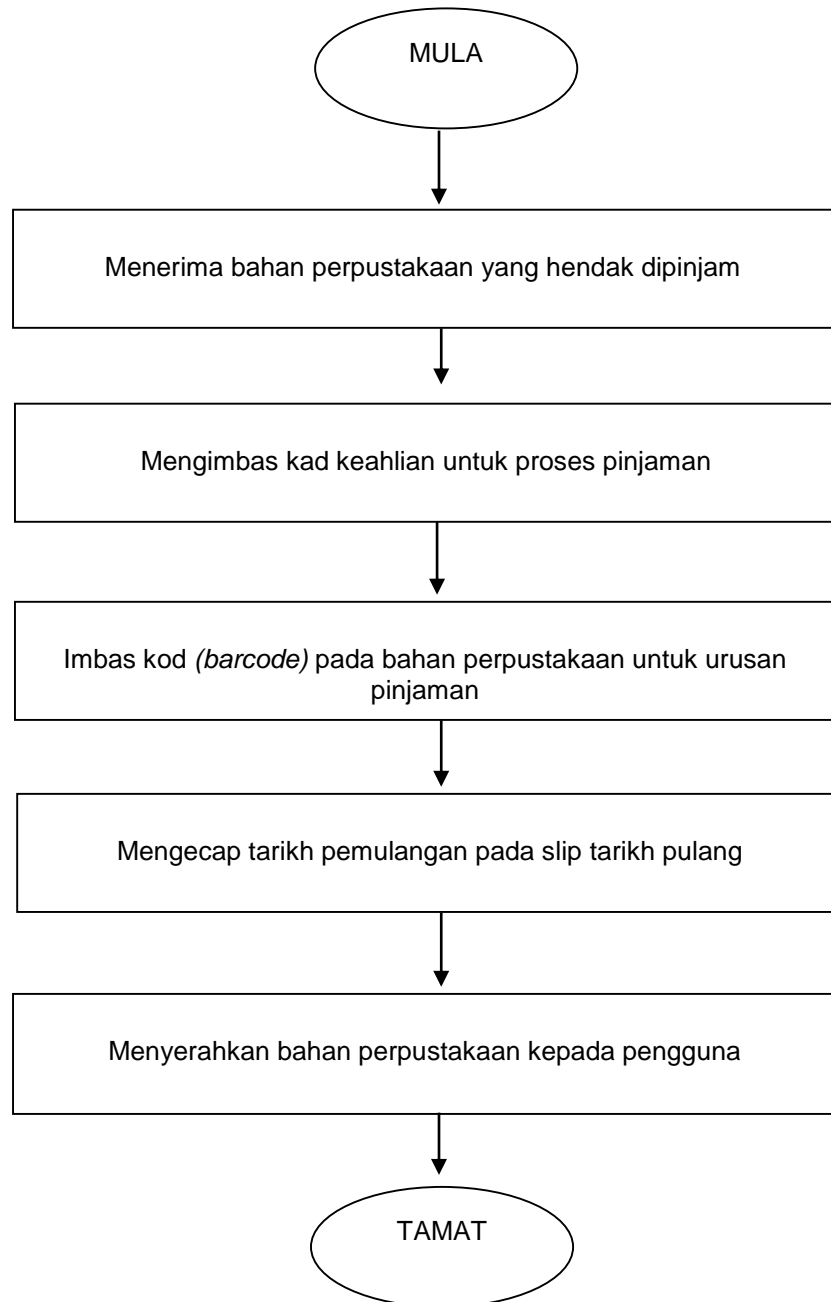 MULA
Menerima bahan perpustakaan yang hendak dipinjam
Mengimbas kad keahlian untuk proses pinjaman
Imbas kod (barcode) pada bahan perpustakaan untuk urusan
pinjaman
Mengecap tarikh pemulangan pada slip tarikh pulang
Menyerahkan bahan perpustakaan kepada pengguna
TAMAT